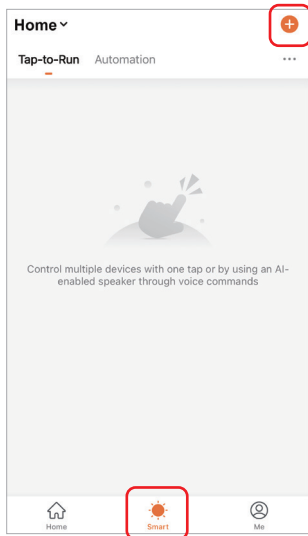 Home
Tap-to-Run Automation
Control multiple devices with one tap or by using an AI-
enabled speaker through voice commands
Home Smart Me